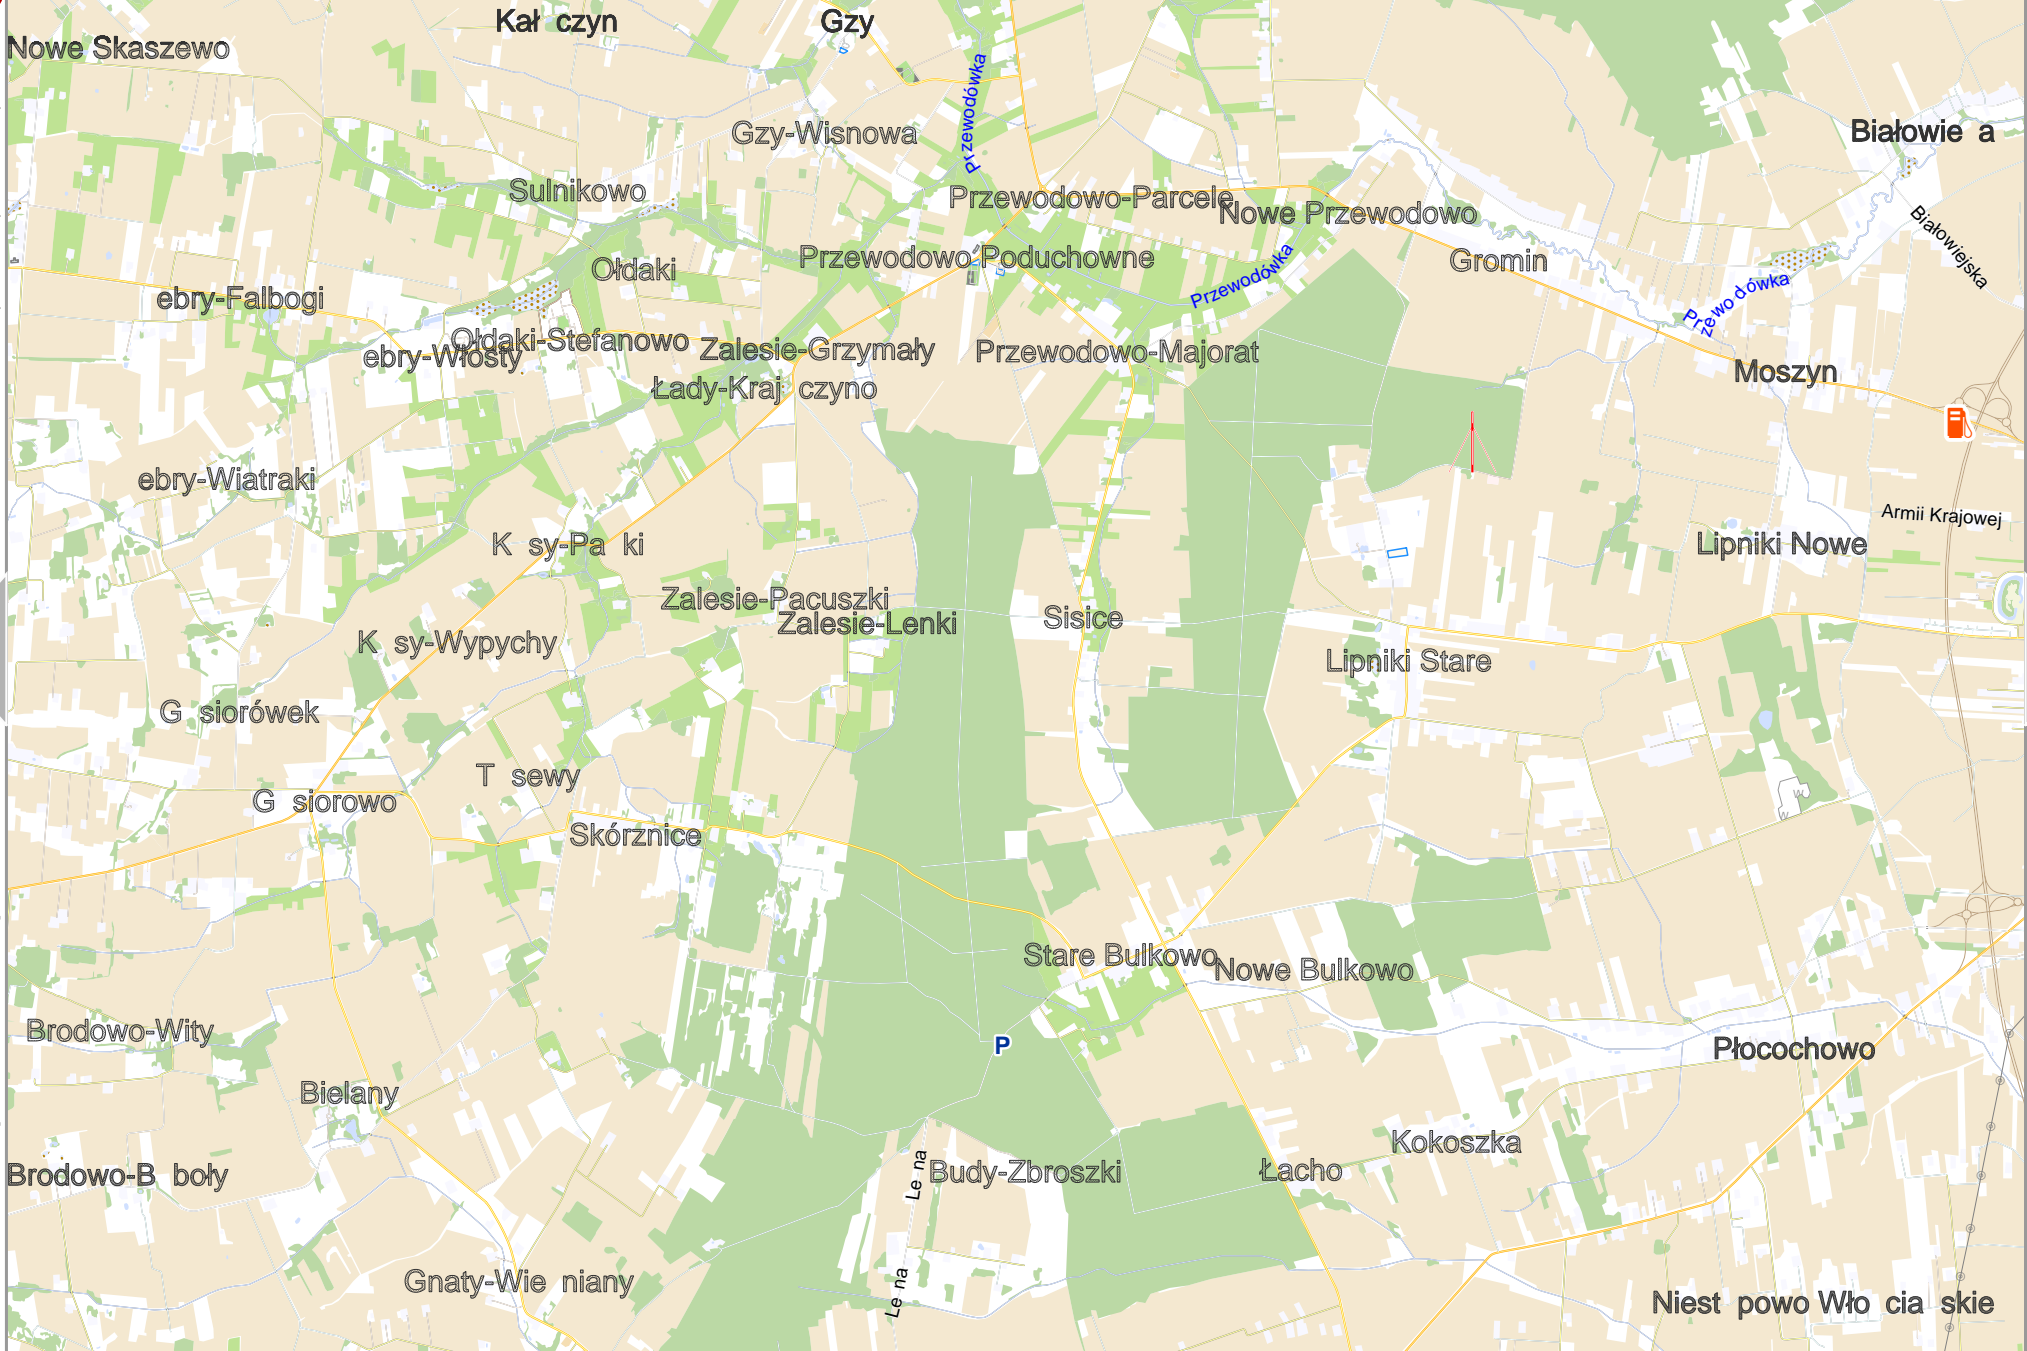 Kał czyn
Gzy
Nowe Skaszewo
Przewodówka
Gzy-Wisnowa
Białowie a
Sulnikowo
Przewodowo-Parcele
Nowe Przewodowo
Białowiejska
Przewodowo Poduchowne
Gromin
Ołdaki
Przewodówka
Przewodówka
ebry-Falbogi
Ołdaki-Stefanowo
ebry-Włosty
Zalesie-Grzymały
Przewodowo-Majorat
Moszyn
Łady-Kraj czyno
ebry-Wiatraki
Armii Krajowej
K sy-Pa ki
Lipniki Nowe
Zalesie-Pacuszki
Zalesie-Lenki
Sisice
K sy-Wypychy
Lipniki Stare
G siorówek
T sewy
G siorowo
Skórznice
Stare Bulkowo
Nowe Bulkowo
Brodowo-Wity
P
Płocochowo
Bielany
Kokoszka
Brodowo-B boły
Le na
Budy-Zbroszki
Łacho
Gnaty-Wie niany
Le na
Niest powo Wło cia skie